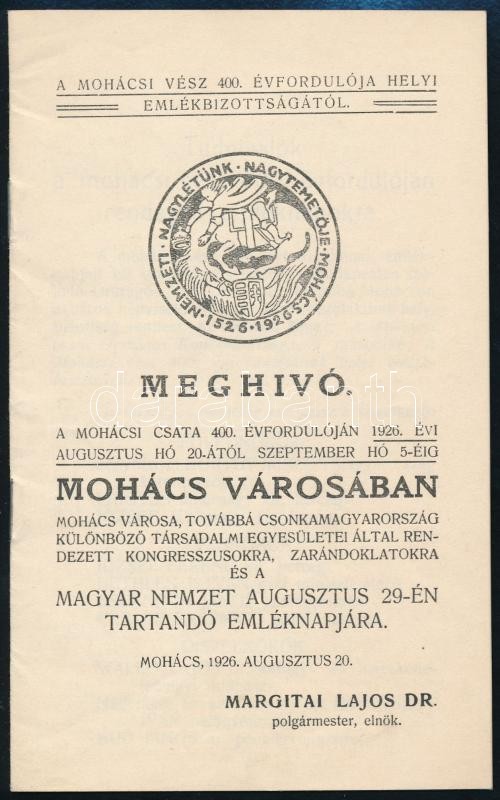 A MOHÁCSI VÉSZ 400. ÉVFORDULÓJA HELYI
EMLÉKBIZOTTSÁGÁTÓL.
NEMZETI · NAGYLÉTÜNK · NAGYTEMETŐJE · MOHÁCS · 1526 · 1926 ·
MEGHIVÓ.
A MOHÁCSI CSATA 400. ÉVFORDULÓJÁN 1926. ÉVI
AUGUSZTUS HÓ 20-ÁTÓL SZEPTEMBER HÓ 5-ÉIG
MOHÁCS VÁROSÁBAN
MOHÁCS VÁROSA, TOVÁBBÁ CSONKAMAGYARORSZÁG
KÜLÖNBÖZŐ TÁRSADALMI EGYESÜLETEI ÁLTAL REN-
DEZETT KONGRESSZUSOKRA, ZARÁNDOKLATOKRA
ÉS A
MAGYAR NEMZET AUGUSZTUS 29-ÉN
TARTANDÓ EMLÉKNAPJÁRA.
MOHÁCS, 1926. AUGUSZTUS 20.
MARGITAI LAJOS DR.
polgármester, elnök.
darabanth